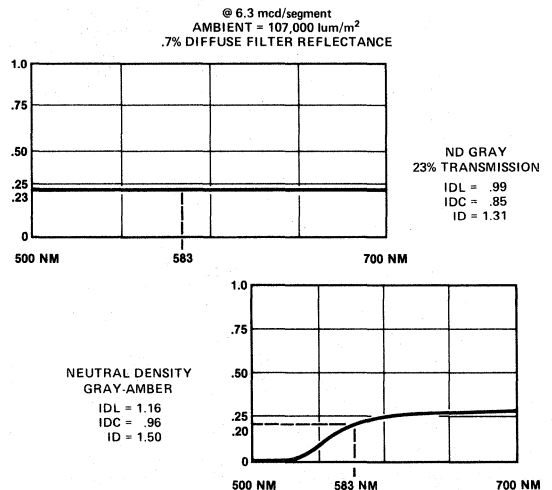 @ 6.3 mcd/segment
AMBIENT = 107,000 lum/m²
.7% DIFFUSE FILTER REFLECTANCE
1.0
.75
.50
.25
.23
0
500 NM
583
700 NM
ND GRAY
23% TRANSMISSION
IDL = .99
IDC = .85
ID = 1.31
NEUTRAL DENSITY
GRAY-AMBER
IDL = 1.16
IDC = .96
ID = 1.50
1.0
.75
.50
.25
.20
0
500 NM
583 NM
700 NM